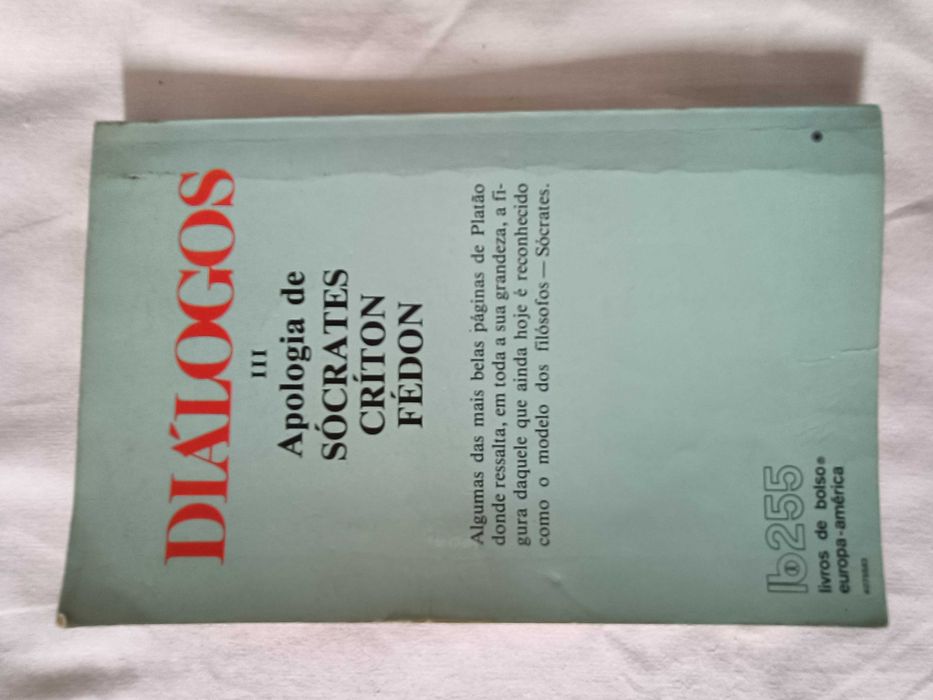 DIÁLOGOS
III
Apologia de
SÓCRATES
CRÍTON
FÉDON
Algumas das mais belas páginas de Platão
donde ressalta, em toda a sua grandeza, a fi-
gura daquele que ainda hoje é reconhecido
como o modelo dos filósofos — Sócrates.
lb255
livros de bolso®
europa-américa